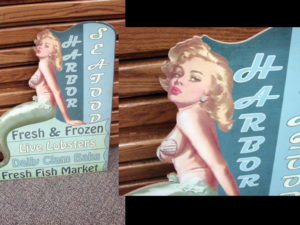 HARBOR
SEAFOOD
Fresh & Frozen
Live Lobsters
Daily Clam Bake
Fresh Fish Market
HARBOR